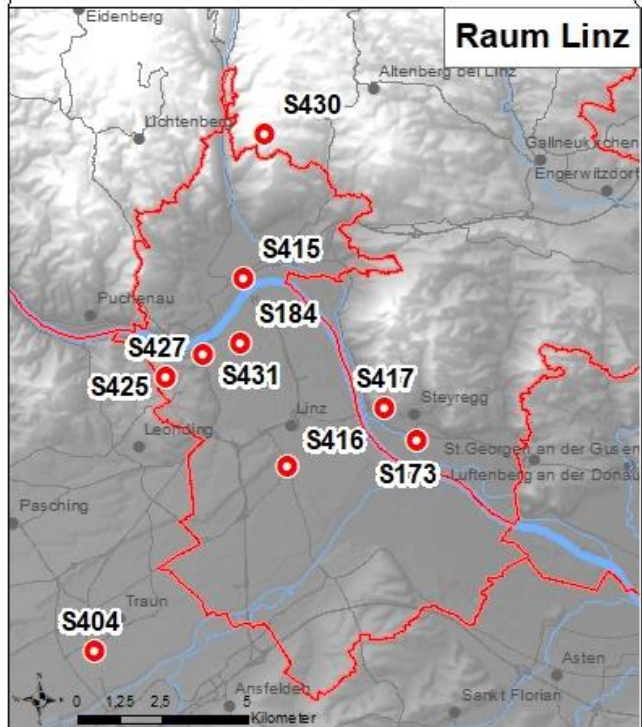 Eidenberg
Raum Linz
Altenberg bei Linz
S430
Lichtenberg
Gallneukirchen
Engerwitzdorf
S415
Puchenau
S184
S427
S431
S425
S417
Steyregg
Linz
Leonding
S416
St.Georgen an der Gusen
S173
Luftenberg an der Donau
Pasching
Traun
S404
Asten
Ansfelden
Sankt Florian
0 1,25 2,5 5
Kilometer